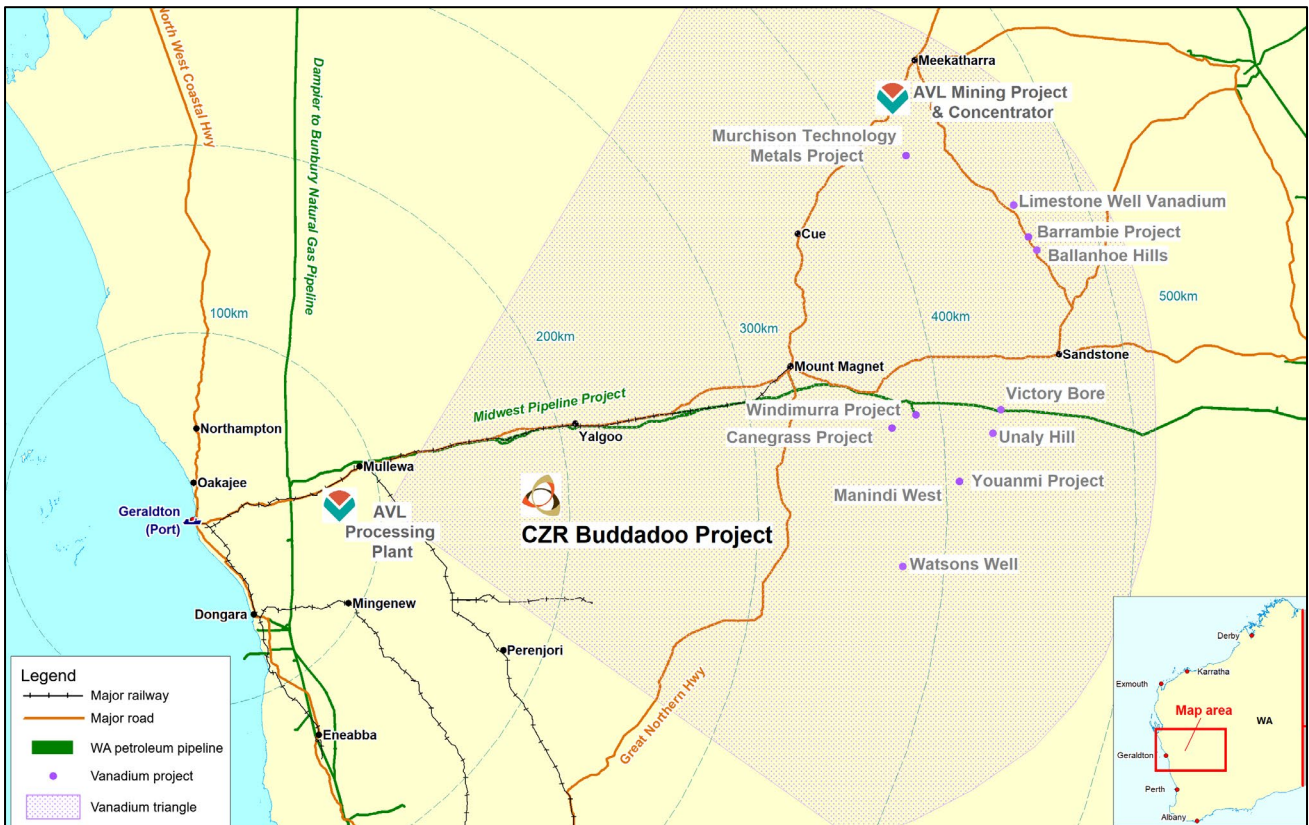 North West Coastal Hwy
Dampier to Bunbury Natural Gas Pipeline
Meekatharra
AVL Mining Project
& Concentrator
Murchison Technology
Metals Project
Limestone Well Vanadium
Cue
Barrambie Project
Ballanhoe Hills
100km
200km
300km
400km
500km
Sandstone
Mount Magnet
Midwest Pipeline Project
Victory Bore
Windimurra Project
Northampton
Yalgoo
Canegrass Project
Unaly Hill
Mullewa
Oakajee
Youanmi Project
Manindi West
Geraldton
(Port)
AVL
Processing
Plant
CZR Buddadoo Project
Watsons Well
Mingenew
Dongara
Perenjori
Great Northern Hwy
Eneabba
Legend
Major railway
Major road
WA petroleum pipeline
Vanadium project
Vanadium triangle
Derby
Karratha
Exmouth
Map area
WA
Geraldton
Perth
Albany